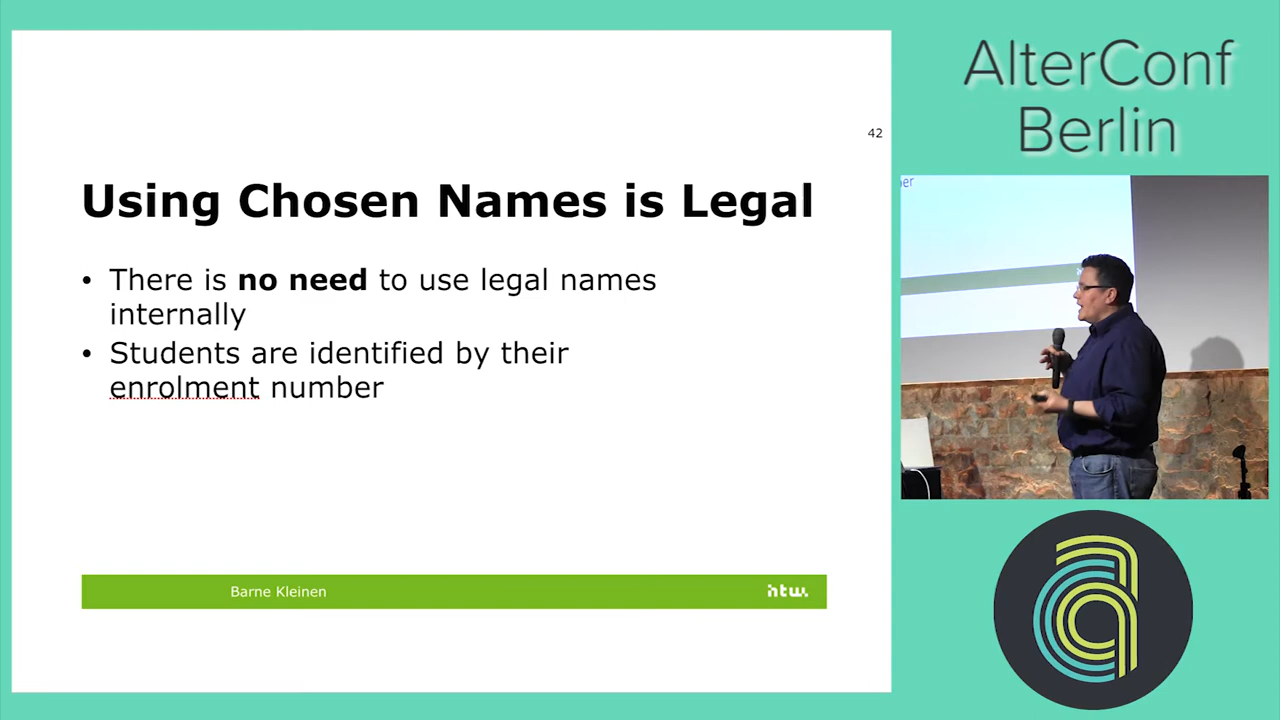 AlterConf
Berlin
42
Using Chosen Names is Legal
• There is no need to use legal names
internally
• Students are identified by their
enrolment number
Barne Kleinen
htw.